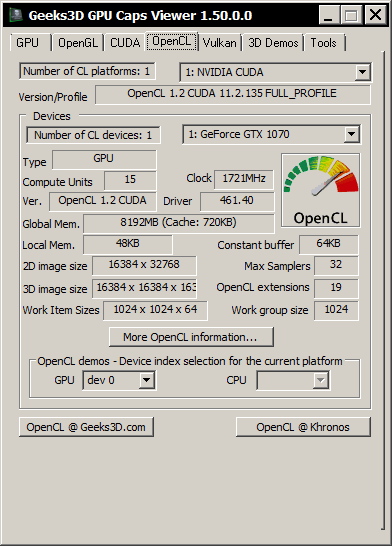 Geeks3D GPU Caps Viewer 1.50.0.0
GPU OpenGL CUDA OpenCL Vulkan 3D Demos Tools
Number of CL platforms: 1 1: NVIDIA CUDA
Version/Profile OpenCL 1.2 CUDA 11.2.135 FULL_PROFILE
Devices
Number of CL devices: 1 1: GeForce GTX 1070
Type GPU
Compute Units 15 Clock 1721MHz
Ver. OpenCL 1.2 CUDA Driver 461.40
OpenCL
Global Mem. 8192MB (Cache: 720KB)
Local Mem. 48KB Constant buffer 64KB
2D image size 16384 x 32768 Max Samplers 32
3D image size 16384 x 16384 x 163 OpenCL extensions 19
Work Item Sizes 1024 x 1024 x 64 Work group size 1024
More OpenCL information...
OpenCL demos - Device index selection for the current platform
GPU dev 0 CPU
OpenCL @ Geeks3D.com OpenCL @ Khronos